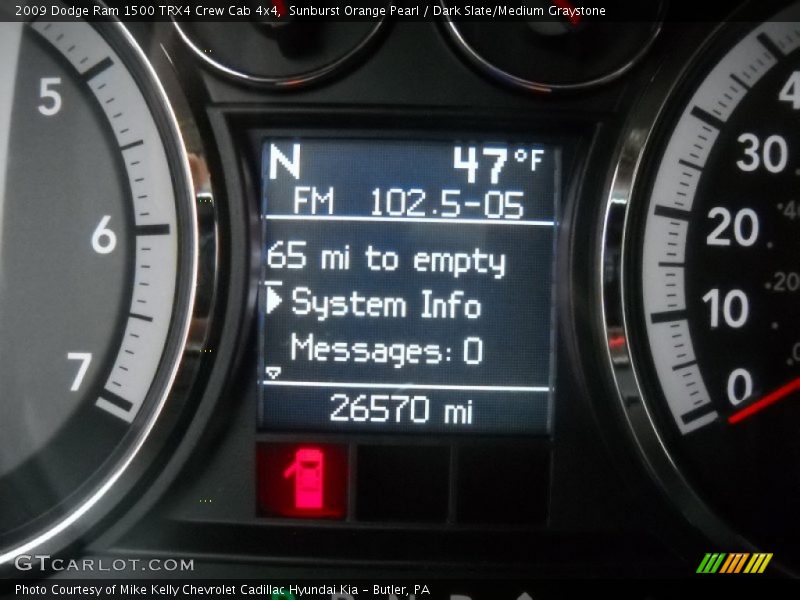 2009 Dodge Ram 1500 TRX4 Crew Cab 4x4, Sunburst Orange Pearl / Dark Slate/Medium Graystone
5
6
7
N 47°F
FM 102.5-05
65 mi to empty
System Info
Messages: 0
26570 mi
4
30
20
10
0
20
GTCARLOT.COM
Photo Courtesy of Mike Kelly Chevrolet Cadillac Hyundai Kia – Butler, PA